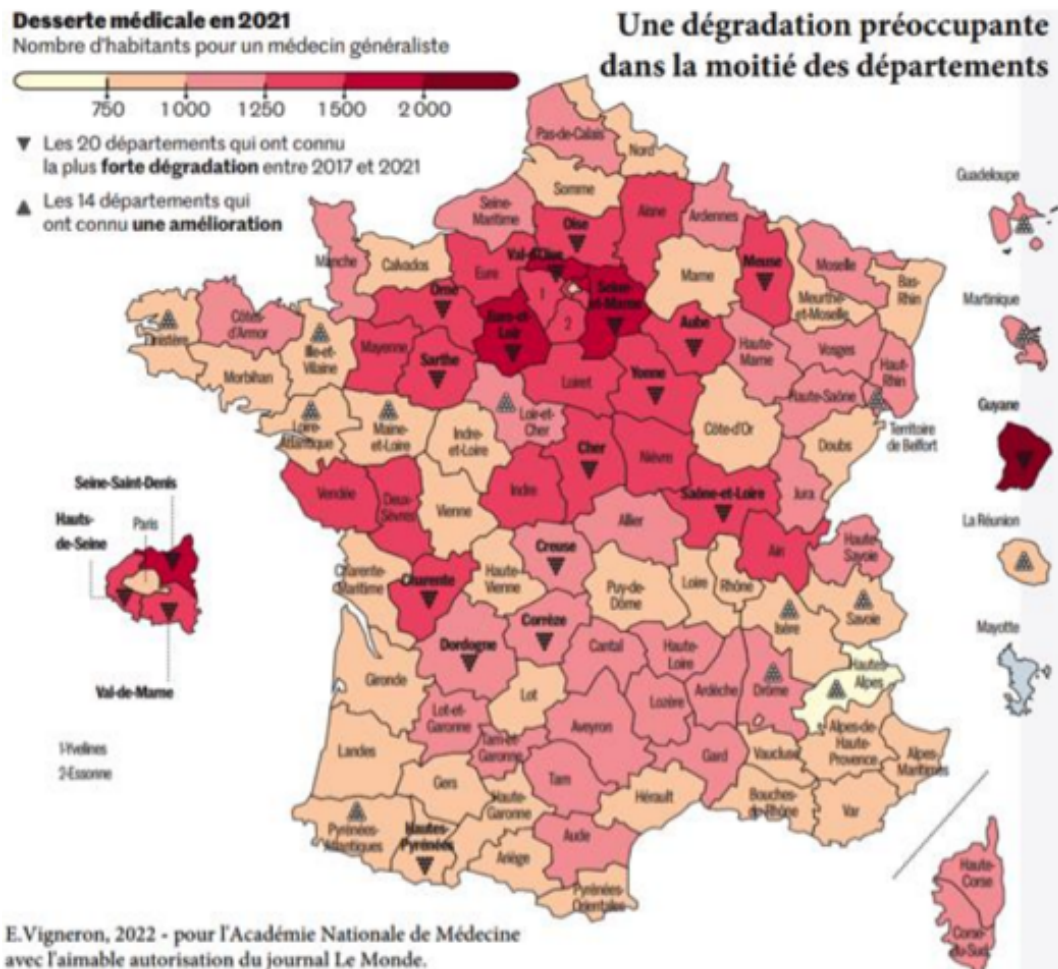 Desserte médicale en 2021
Nombre d'habitants pour un médecin généraliste
750 1 000 1 250 1 500 2 000
▼ Les 20 départements qui ont connu
la plus forte dégradation entre 2017 et 2021
▲ Les 14 départements qui
ont connu une amélioration
Une dégradation préoccupante
dans la moitié des départements
Pas-de-Calais
Nord
Somme
Seine-
Maritime
Oise
Aisne
Ardennes
Manche
Calvados
Eure
Val-d'Oise
Seine-
et-Marne
Marne
Meuse
Moselle
Meurthe-
et-Moselle
Bas-
Rhin
Finistère
Côtes-
d'Armor
Morbihan
Ille-et-
Vilaine
Mayenne
Orne
Sarthe
Eure-et-
Loir
1
2
Loiret
Yonne
Aube
Haute-
Marne
Vosges
Haut-
Rhin
Haute-Saône
Territoire
de Belfort
Loire-
Atlantique
Maine-
et-Loire
Indre-
et-Loire
Loir-et-
Cher
Cher
Nièvre
Côte-d'Or
Doubs
Jura
Vendée
Deux-
Sèvres
Vienne
Indre
Allier
Saône-et-Loire
Ain
Haute-
Savoie
Charente-
Maritime
Charente
Haute-
Vienne
Creuse
Puy-de-
Dôme
Loire
Rhône
Isère
Savoie
Gironde
Dordogne
Corrèze
Cantal
Haute-
Loire
Ardèche
Drôme
Hautes-
Alpes
Landes
Lot-et-
Garonne
Lot
Tarn-et-
Garonne
Aveyron
Lozère
Gard
Vaucluse
Alpes-de-
Haute-
Provence
Alpes-
Maritimes
Gers
Haute-
Garonne
Tarn
Hérault
Bouches-
du-Rhône
Var
Pyrénées-
Atlantiques
Hautes-
Pyrénées
Ariège
Aude
Pyrénées-
Orientales
Haute-
Corse
Corse-
du-Sud
Guadeloupe
Martinique
Guyane
La Réunion
Mayotte
Seine-Saint-Denis
Hauts-
de-Seine
Paris
Val-de-Marne
1-Yvelines
2-Essonne
E.Vigneron, 2022 - pour l'Académie Nationale de Médecine
avec l'aimable autorisation du journal Le Monde.